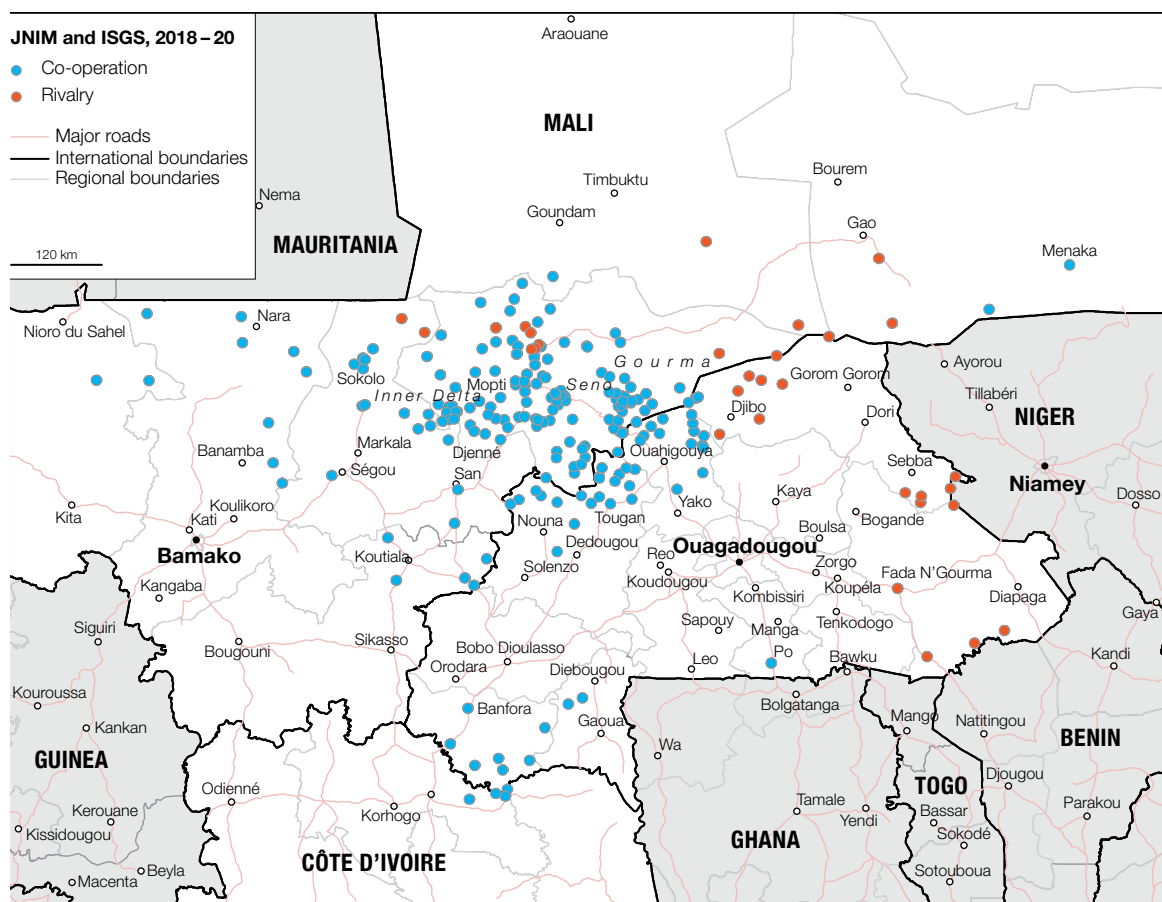 JNIM and ISGS, 2018–20
Co-operation
Rivalry
Major roads
International boundaries
Regional boundaries
120 km
Araouane
MALI
Bourem
Timbuktu
Nema
Goundam
Gao
MAURITANIA
Menaka
Nara
Nioro du Sahel
Gourma
Ayorou
Sokolo
Mopti
Seno
Gorom Gorom
Inner Delta
Tillabéri
Djibo
Dori
NIGER
Markala
Banamba
Djenné
Ouahigouya
Ségou
San
Sebba
Niamey
Kaya
Dosso
Kita
Koulikoro
Yako
Kati
Nouna
Tougan
Bogande
Boulsa
Bamako
Dedougou
Ouagadougou
Koutiala
Reo
Solenzo
Zorgo
Fada N'Gourma
Koudougou
Kangaba
Kombissiri
Koupéla
Diapaga
Gaya
Siguiri
Sapouy
Manga
Tenkodogo
Sikasso
Bougouni
Bobo Dioulasso
Po
Kandi
Orodara
Diebougou
Leo
Bawku
Kouroussa
Banfora
Bolgatanga
Gaoua
Mango
Natitingou
Kankan
Wa
BENIN
GUINEA
Djougou
Odienné
TOGO
Kerouane
Korhogo
Tamale
Bassar
Parakou
Yendi
Kissidougou
Sokodé
GHANA
CÔTE D'IVOIRE
Beyla
Macenta
Sotouboua